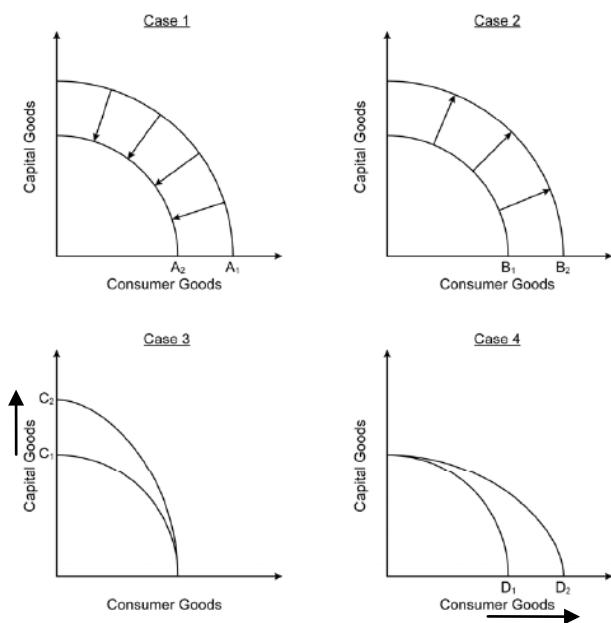 Case 1
Capital Goods
A₂ A₁
Consumer Goods
Case 2
Capital Goods
B₁ B₂
Consumer Goods
Case 3
C₂
C₁
Capital Goods
Consumer Goods
Case 4
Capital Goods
D₁ D₂
Consumer Goods